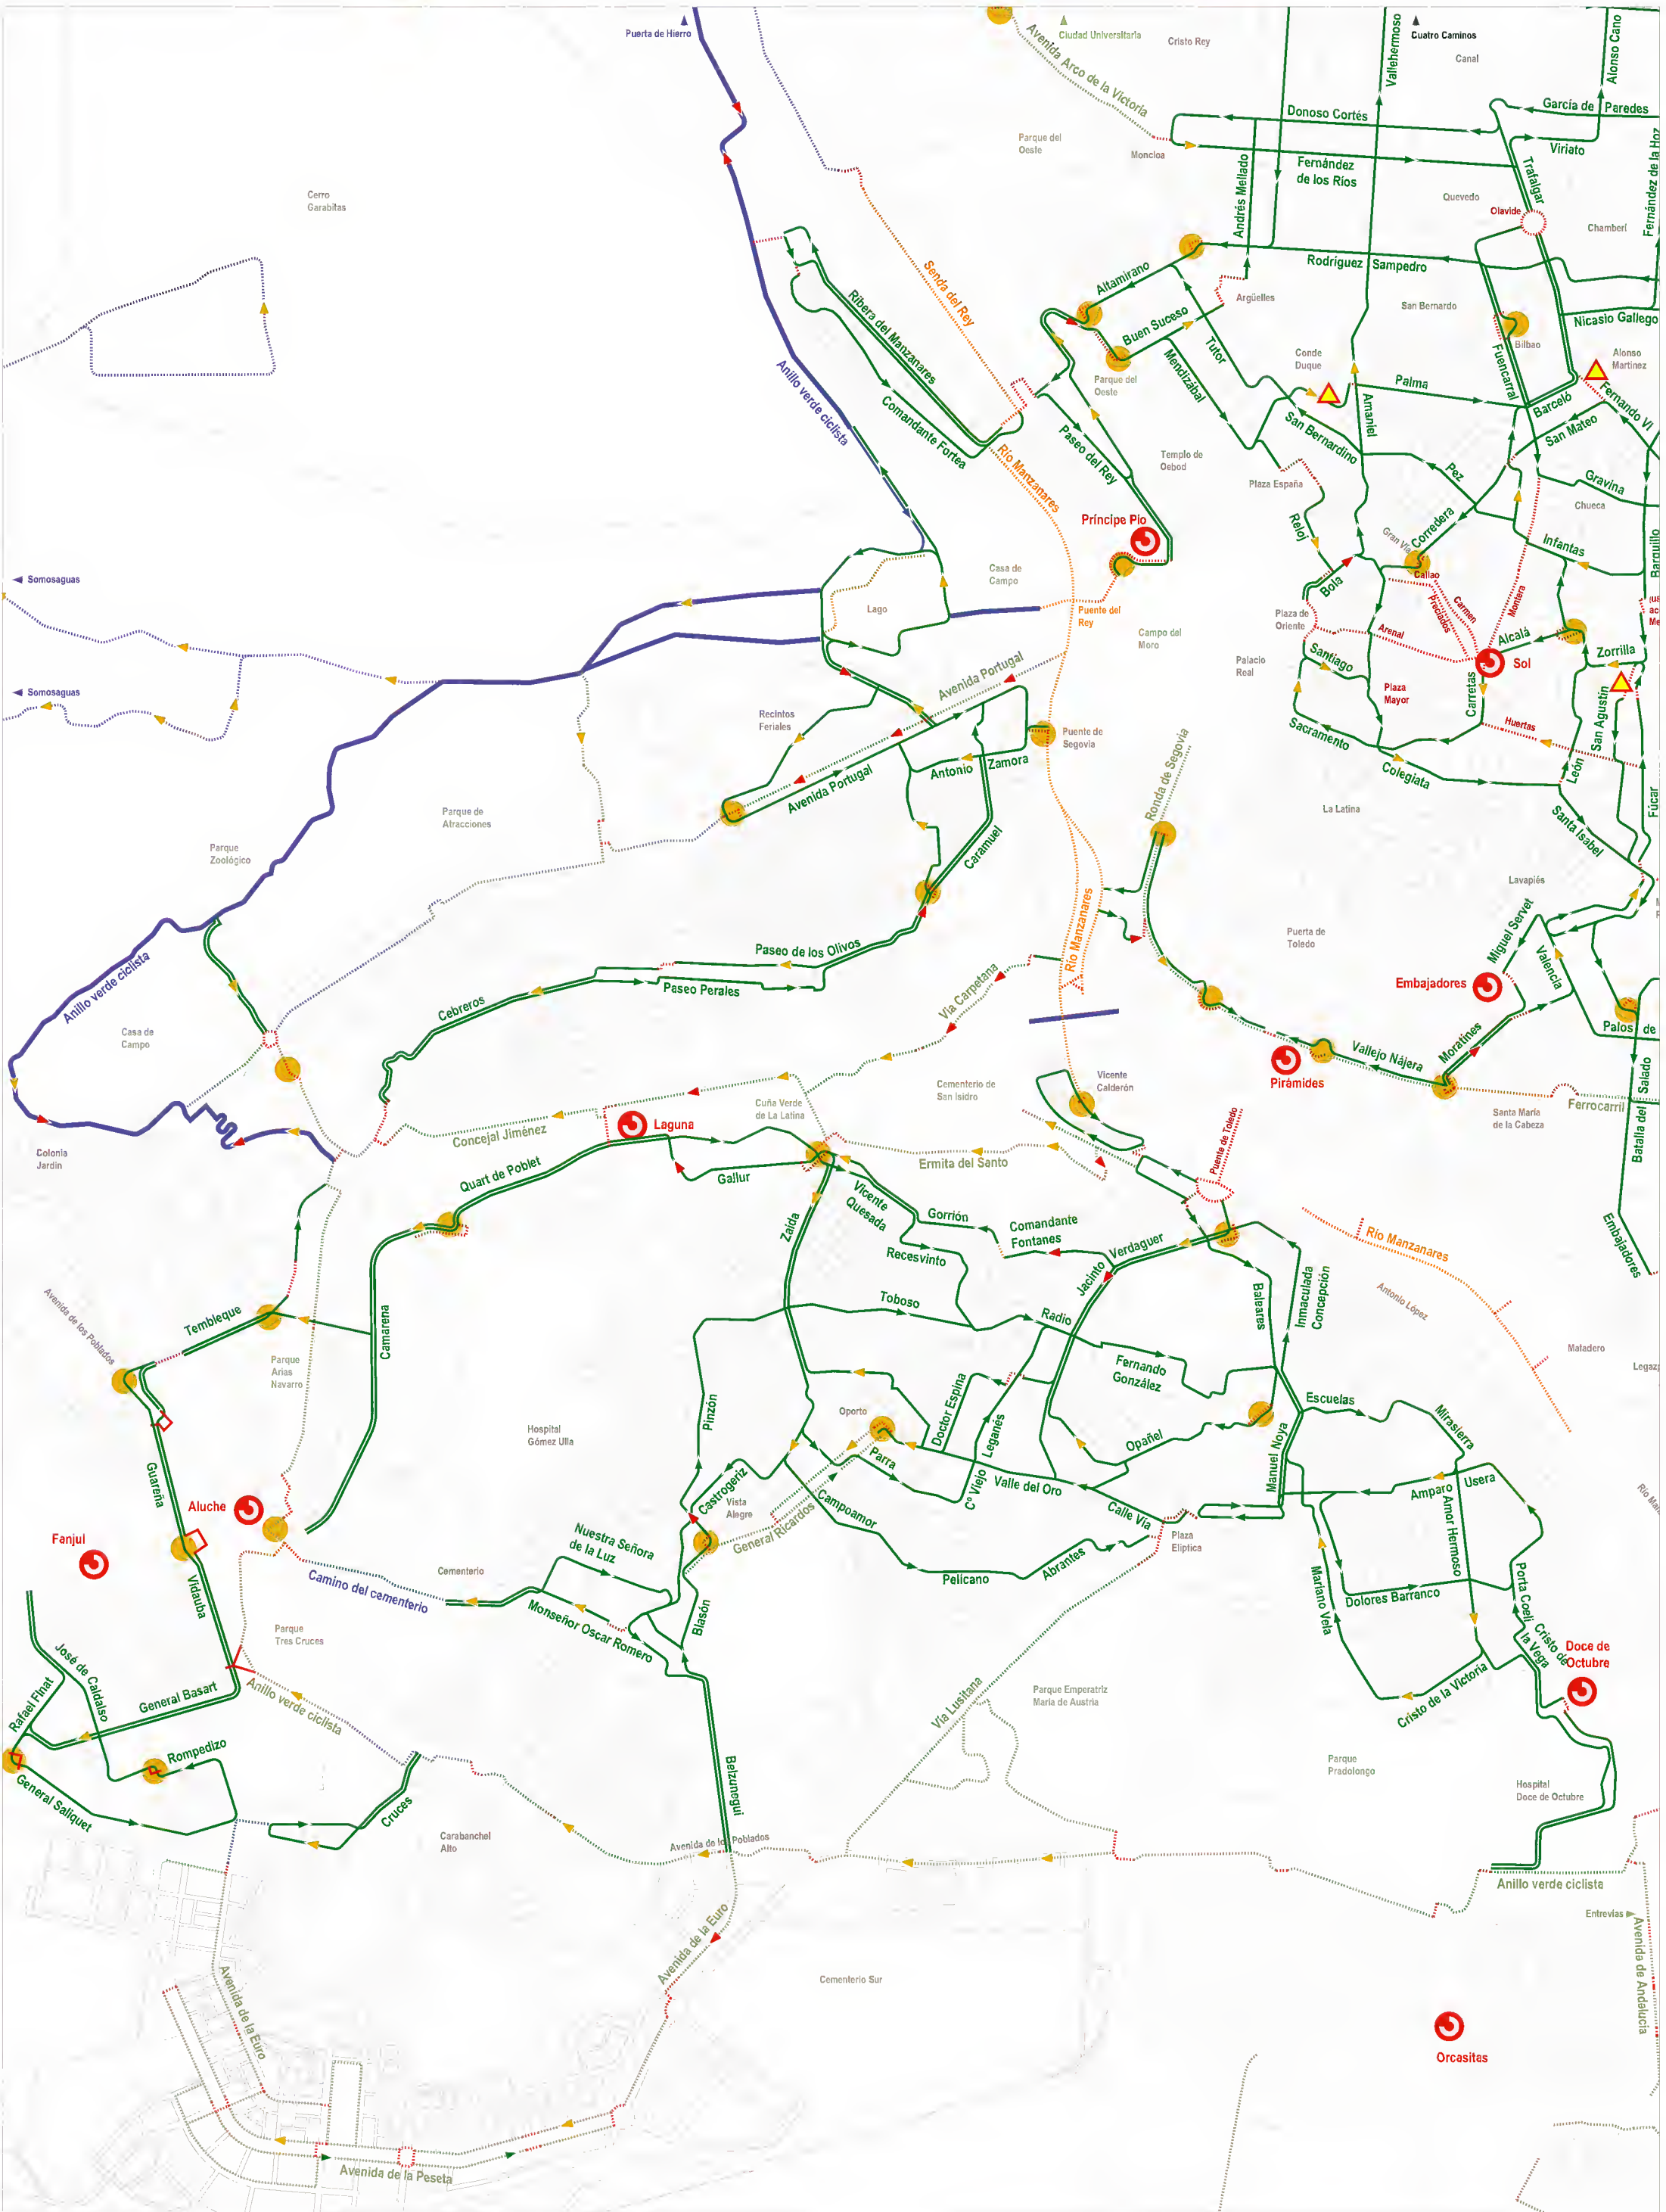 Puerta de Hierro
Ciudad Universitaria
Cristo Rey
Cuatro Caminos
Canal
Vallehermoso
Alonso Cano
Avenida Arco de la Victoria
Donoso Cortés
García de Paredes
Viriato
Parque del
Oeste
Moncloa
Fernández
de los Ríos
Andrés Mellado
Trafalgar
Fernández de la Hoz
Quevedo
Olavide
Chamberí
Cerro
Garabitas
Senda del Rey
Altamirano
Rodríguez Sampedro
Argüelles
San Bernardo
Ribera del Manzanares
Buen Suceso
Nicasio Gallego
Bilbao
Tutor
Mendizábal
Conde
Duque
Fuencarral
Alonso
Martínez
Anillo verde ciclista
Parque del
Oeste
Palma
Barceló
Fernando VI
Comandante Fortea
Amaniel
San Bernardino
San Mateo
Paseo del Rey
Río Manzanares
Templo de
Debod
Plaza España
Pez
Gravina
Chueca
Príncipe Pio
Reloj
Gran Vía
Corredera
Infantas
Barquillo
Casa de
Campo
Callao
Bola
Somosaguas
Lago
Puente del
Rey
Plaza de
Oriente
Preciados
Carmen
Montera
Campo del
Moro
Arenal
Alcalá
Zorrilla
Sol
Santiago
Palacio
Real
Avenida Portugal
Somosaguas
Plaza
Mayor
Carretas
San Agustín
Recintos
Feriales
Puente de
Segovia
Sacramento
Huertas
Antonio Zamora
Avenida Portugal
Colegiata
León
Fúcar
Ronda de Segovia
Parque de
Atracciones
La Latina
Santa Isabel
Parque
Zoológico
Caramuel
Lavapiés
Miguel Servet
Río Manzanares
Puerta de
Toledo
Paseo de los Olivos
Valencia
Anillo verde ciclista
Paseo Perales
Vía Carpetana
Embajadores
Cebreros
Casa de
Campo
Palos de
Moratines
Vallejo Nájera
Pirámides
Salado
Cementerio de
San Isidro
Vicente
Calderón
Cuña Verde
de La Latina
Santa María
de la Cabeza
Ferrocarril
Laguna
Concejal Jiménez
Puente de Toledo
Batalla del
Colonia
Jardín
Quart de Poblet
Gallur
Ermita del Santo
Vicente
Quesada
Zaida
Gorrión
Comandante
Fontanes
Verdaguer
Recesvinto
Jacinto
Río Manzanares
Embajadores
Avenida de los Poblados
Tembleque
Camarena
Toboso
Radio
Baleares
Inmaculada
Concepción
Antonio López
Matadero
Parque
Arias
Navarro
Fernando
González
Pinzón
Doctor Espina
Escuelas
Mirasierra
Hospital
Gómez Ulla
Oporto
Leganés
Opañel
Manuel Noya
Parra
Cº Viejo
Valle del Oro
Guareña
Castrogeriz
Amparo Usera
Aluche
Vista
Alegre
Campoamor
Calle Vía
Fanjul
General Ricardos
Plaza
Elíptica
Amor Hermoso
Nuestra Señora
de la Luz
Cementerio
Camino del cementerio
Vidauba
Pelicano
Abrantes
Mariano Vela
Dolores Barranco
Porta Coeli
Monseñor Oscar Romero
Blasón
Parque
Tres Cruces
Cristo de
la Vega
Doce de
Octubre
José de Caldalso
Rafael Finat
General Basart
Anillo verde ciclista
Parque Emperatriz
María de Austria
Vía Lusitana
Cristo de la Victoria
Rompedizo
General Saliquet
Belzunegui
Parque
Pradolongo
Hospital
Doce de Octubre
Cruces
Carabanchel
Alto
Avenida de los Poblados
Anillo verde ciclista
Entrevías
Avenida de Andalucía
Avenida de la Euro
Avenida de la Euro
Cementerio Sur
Orcasitas
Avenida de la Peseta